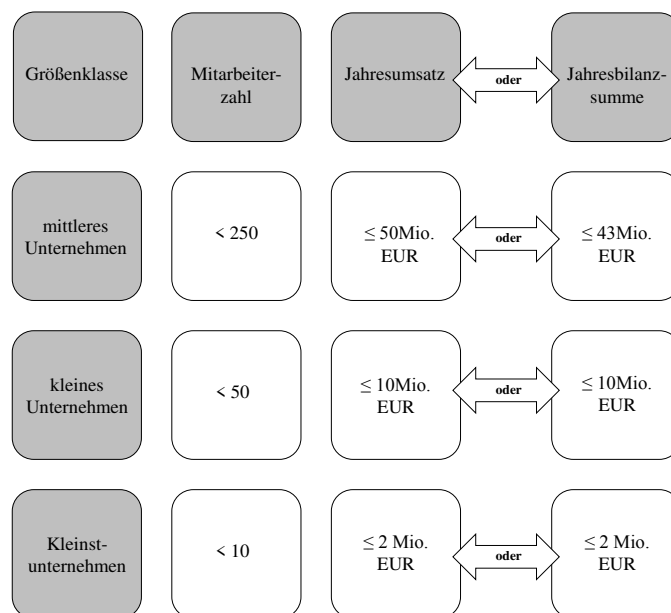 Größenklasse
Mitarbeiter-
zahl
Jahresumsatz
oder
Jahresbilanz-
summe
mittleres
Unternehmen
< 250
≤ 50Mio.
EUR
oder
≤ 43Mio.
EUR
kleines
Unternehmen
< 50
≤ 10Mio.
EUR
oder
≤ 10Mio.
EUR
Kleinst-
unternehmen
< 10
≤ 2 Mio.
EUR
oder
≤ 2 Mio.
EUR